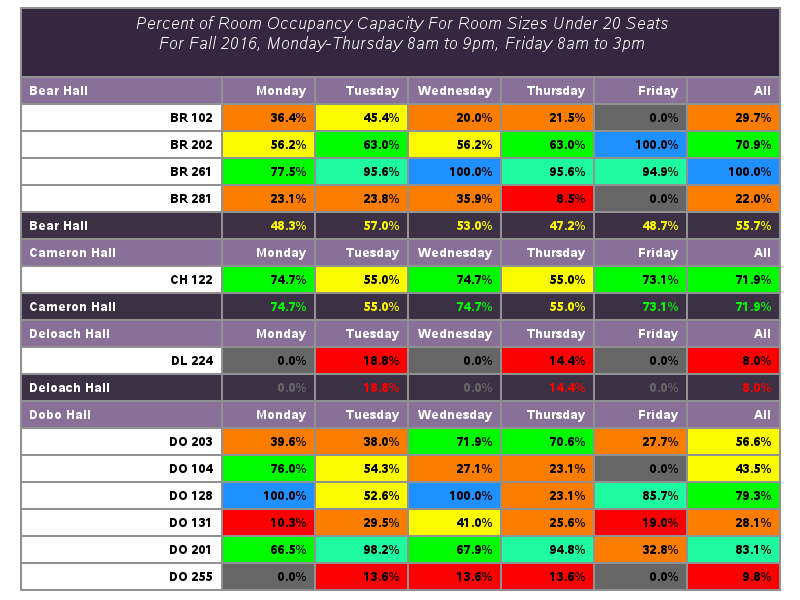 Percent of Room Occupancy Capacity For Room Sizes Under 20 Seats
For Fall 2016, Monday-Thursday 8am to 9pm, Friday 8am to 3pm
Bear Hall Monday Tuesday Wednesday Thursday Friday All
BR 102 36.4% 45.4% 20.0% 21.5% 0.0% 29.7%
BR 202 56.2% 63.0% 56.2% 63.0% 100.0% 70.9%
BR 261 77.5% 95.6% 100.0% 95.6% 94.9% 100.0%
BR 281 23.1% 23.8% 35.9% 8.5% 0.0% 22.0%
Bear Hall 48.3% 57.0% 53.0% 47.2% 48.7% 55.7%
Cameron Hall Monday Tuesday Wednesday Thursday Friday All
CH 122 74.7% 55.0% 74.7% 55.0% 73.1% 71.9%
Cameron Hall 74.7% 55.0% 74.7% 55.0% 73.1% 71.9%
Deloach Hall Monday Tuesday Wednesday Thursday Friday All
DL 224 0.0% 18.8% 0.0% 14.4% 0.0% 8.0%
Deloach Hall 0.0% 18.8% 0.0% 14.4% 0.0% 8.0%
Dobo Hall Monday Tuesday Wednesday Thursday Friday All
DO 203 39.6% 38.0% 71.9% 70.6% 27.7% 56.6%
DO 104 76.0% 54.3% 27.1% 23.1% 0.0% 43.5%
DO 128 100.0% 52.6% 100.0% 23.1% 85.7% 79.3%
DO 131 10.3% 29.5% 41.0% 25.6% 19.0% 28.1%
DO 201 66.5% 98.2% 67.9% 94.8% 32.8% 83.1%
DO 255 0.0% 13.6% 13.6% 13.6% 0.0% 9.8%